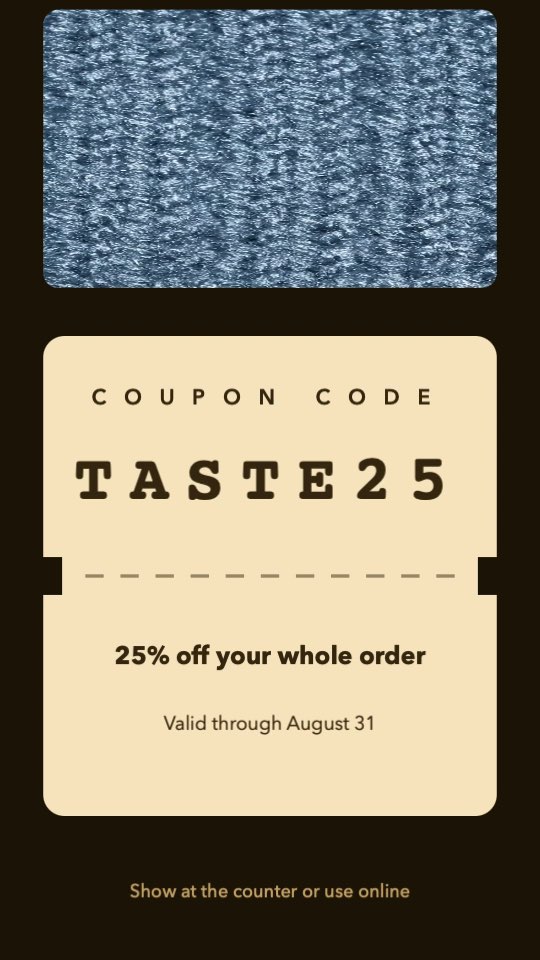 COUPON CODE
TASTE25
25% off your whole order
Valid through August 31
Show at the counter or use online